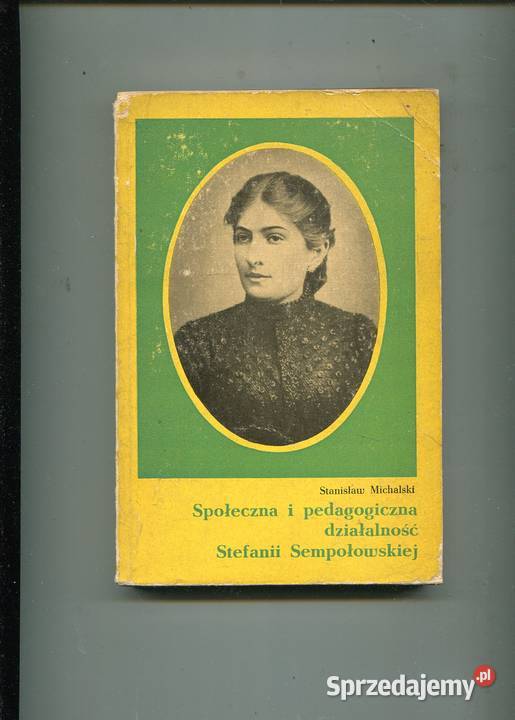 Stanisław Michalski
Społeczna i pedagogiczna
działalność
Stefanii Sempołowskiej
Sprzedajemy.pl